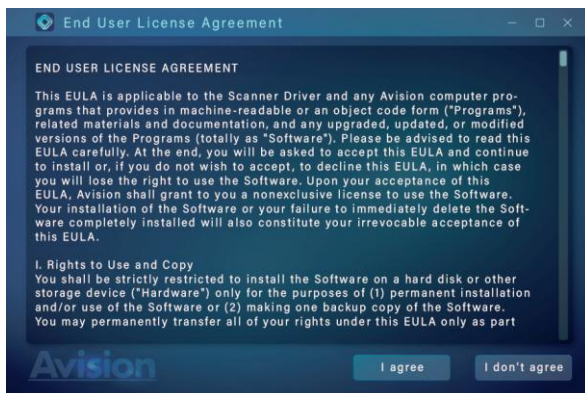 End User License Agreement
END USER LICENSE AGREEMENT
This EULA is applicable to the Scanner Driver and any Avision computer pro-
grams that provides in machine-readable or an object code form ("Programs"),
related materials and documentation, and any upgraded, updated, or modified
versions of the Programs (totally as "Software"). Please be advised to read this
EULA carefully. At the end, you will be asked to accept this EULA and continue
to install or, if you do not wish to accept, to decline this EULA, in which case
you will lose the right to use the Software. Upon your acceptance of this
EULA, Avision shall grant to you a nonexclusive license to use the Software.
Your installation of the Software or your failure to immediately delete the Soft-
ware completely installed will also constitute your irrevocable acceptance of
this EULA.
I. Rights to Use and Copy
You shall be strictly restricted to install the Software on a hard disk or other
storage device ("Hardware") only for the purposes of (1) permanent installation
and/or use of the Software or (2) making one backup copy of the Software.
You may permanently transfer all of your rights under this EULA only as part
Avision
I agree
I don't agree